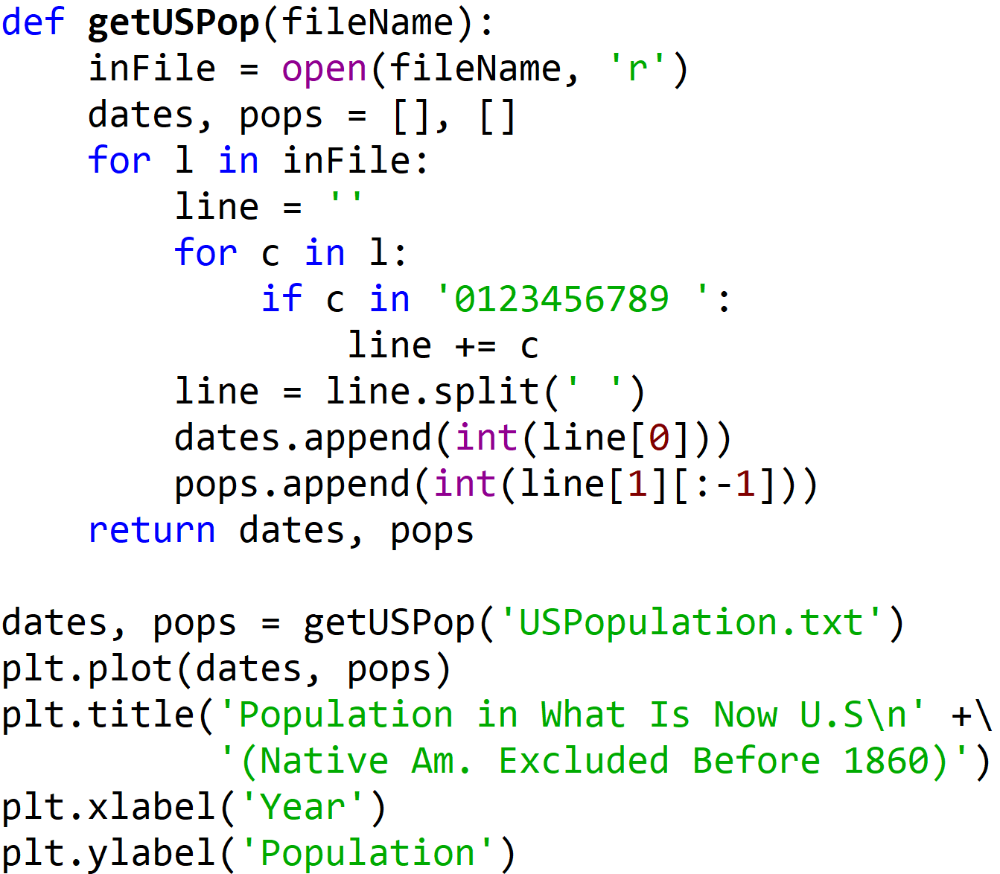 def getUSPop(fileName):
    inFile = open(fileName, 'r')
    dates, pops = [], []
    for l in inFile:
        line = ''
        for c in l:
            if c in '0123456789 ':
                line += c
        line = line.split(' ')
        dates.append(int(line[0]))
        pops.append(int(line[1][:-1]))
    return dates, pops

dates, pops = getUSPop('USPopulation.txt')
plt.plot(dates, pops)
plt.title('Population in What Is Now U.S\n' +\
          '(Native Am. Excluded Before 1860)')
plt.xlabel('Year')
plt.ylabel('Population')